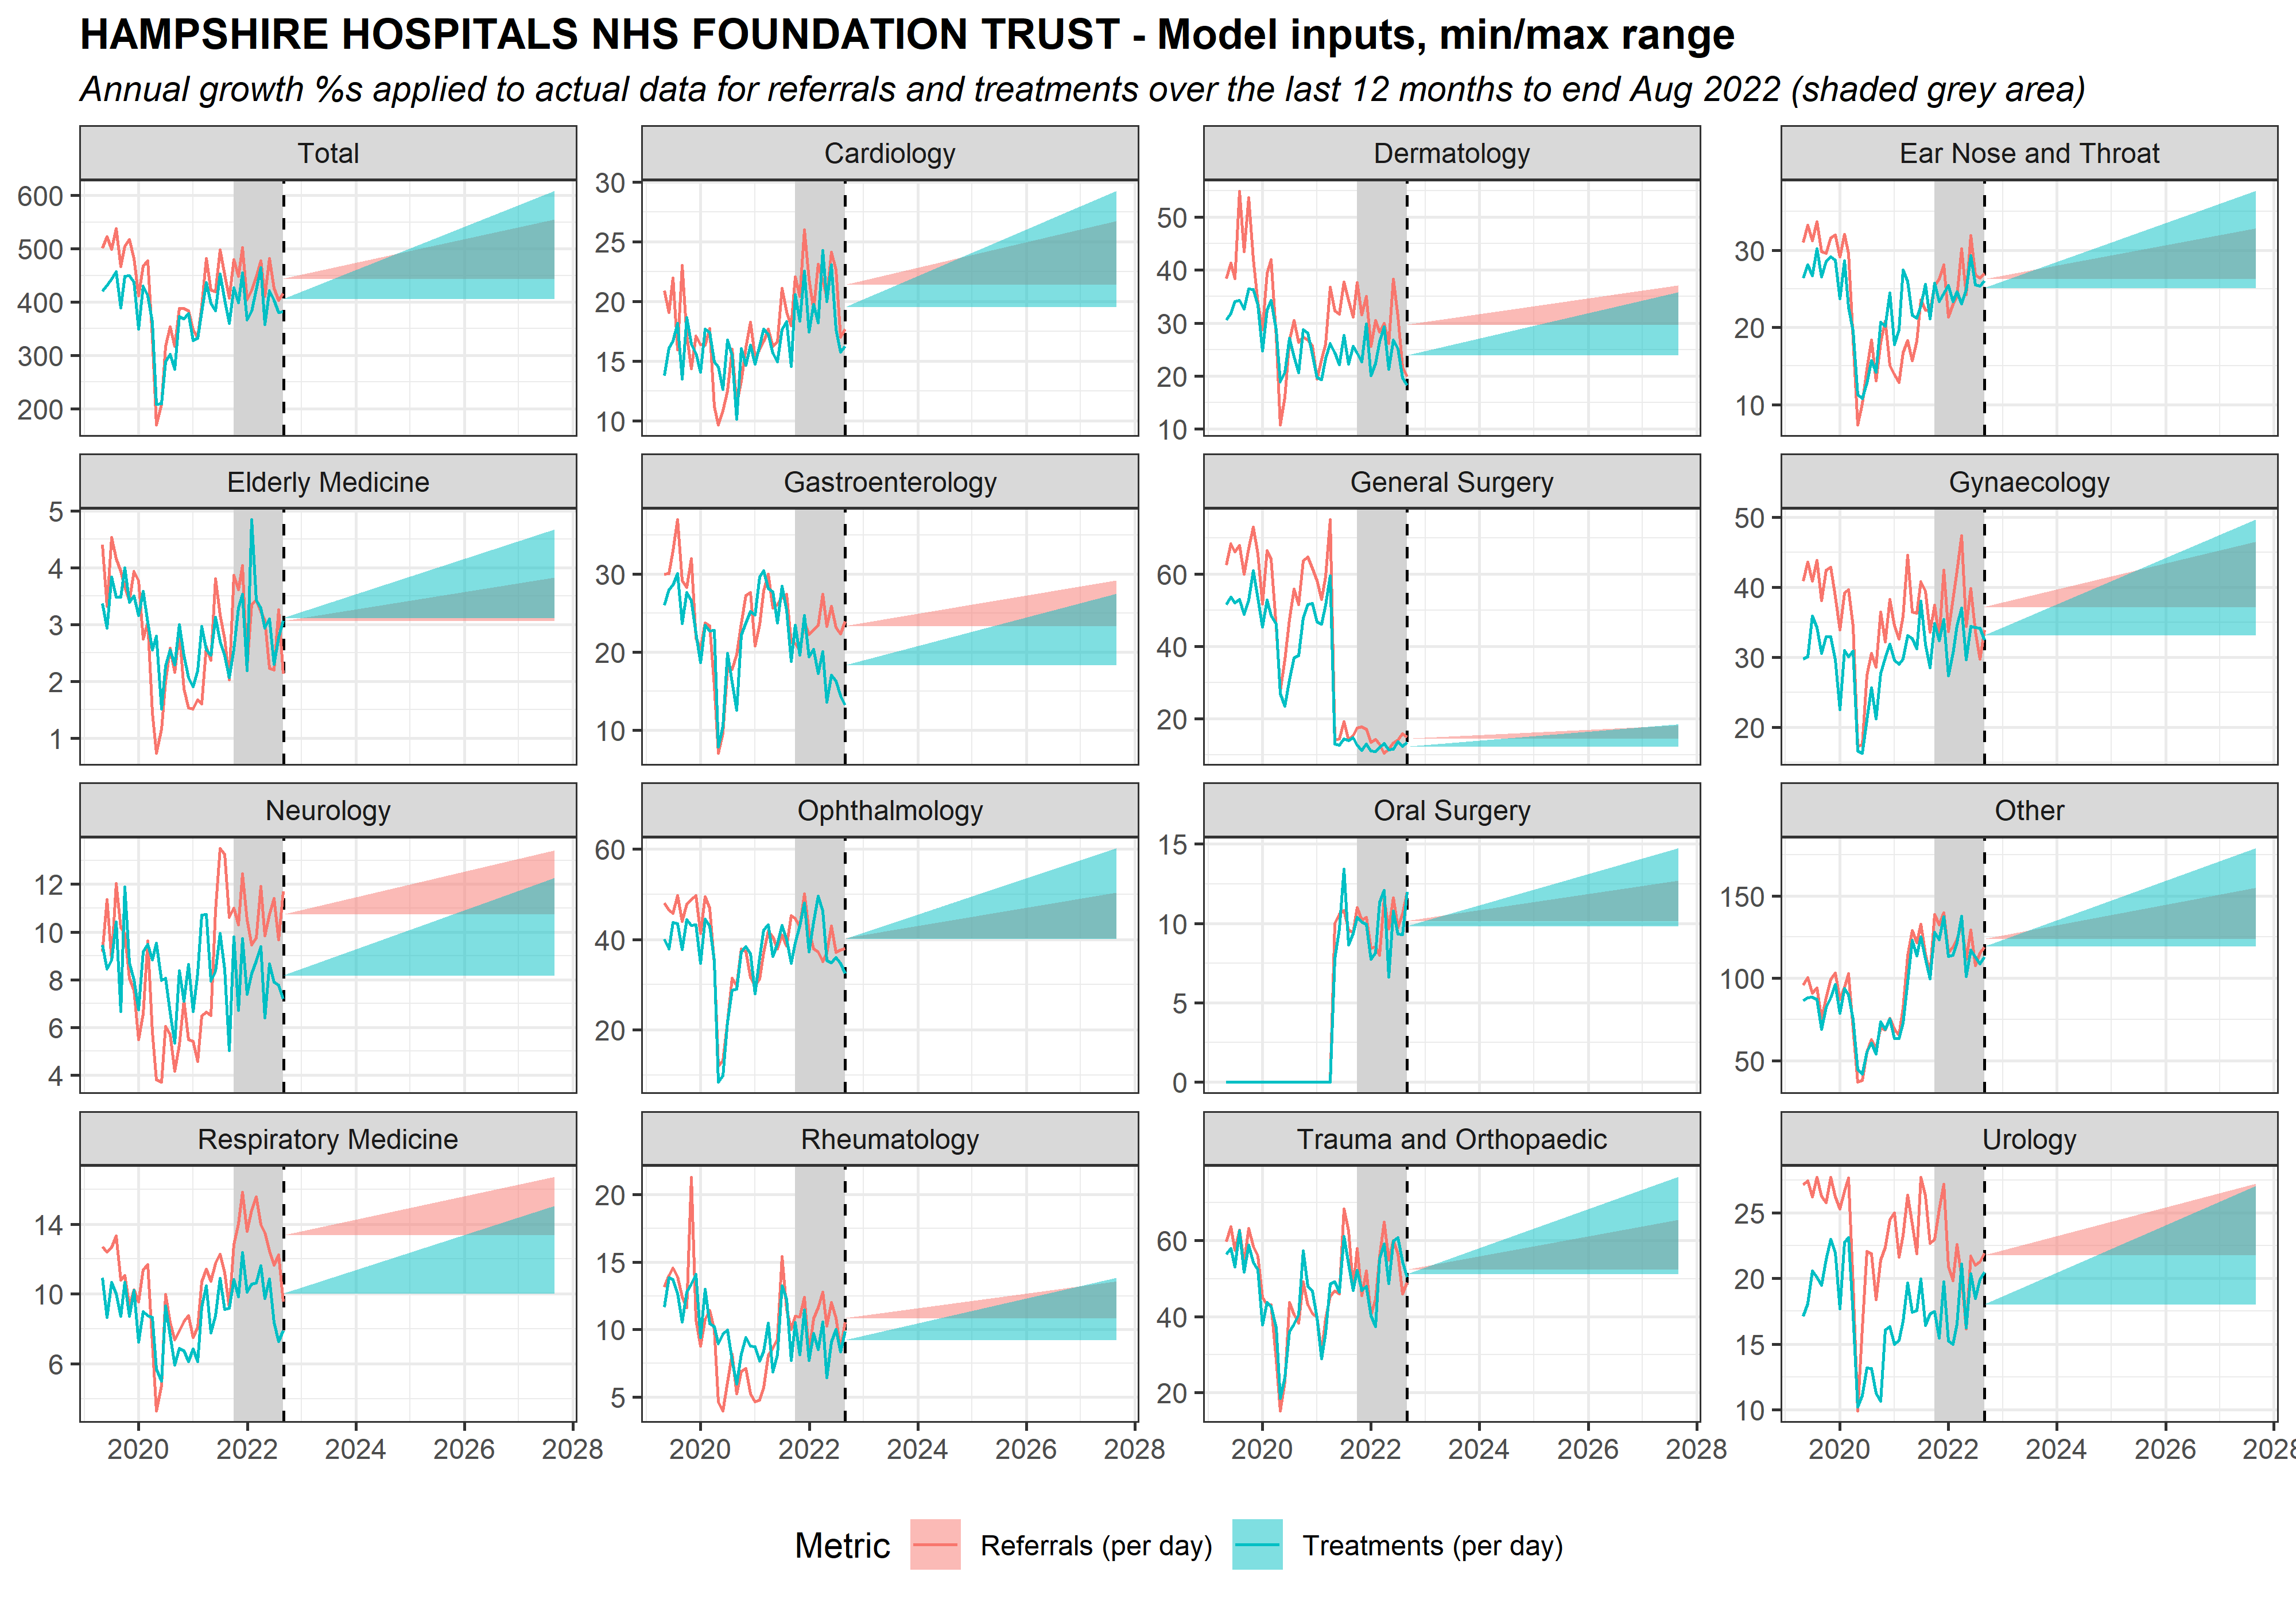 HAMPSHIRE HOSPITALS NHS FOUNDATION TRUST - Model inputs, min/max range
Annual growth %s applied to actual data for referrals and treatments over the last 12 months to end Aug 2022 (shaded grey area)
Total
Cardiology
Dermatology
Ear Nose and Throat
600
500
400
300
200
30
25
20
15
10
50
40
30
20
10
30
20
10
Elderly Medicine
Gastroenterology
General Surgery
Gynaecology
5
4
3
2
1
30
20
10
60
40
20
50
40
30
20
Neurology
Ophthalmology
Oral Surgery
Other
12
10
8
6
4
60
40
20
15
10
5
0
150
100
50
Respiratory Medicine
Rheumatology
Trauma and Orthopaedic
Urology
14
10
6
20
15
10
5
60
40
20
25
20
15
10
2020 2022 2024 2026 2028
2020 2022 2024 2026 2028
2020 2022 2024 2026 2028
2020 2022 2024 2026 2028
Metric Referrals (per day) Treatments (per day)